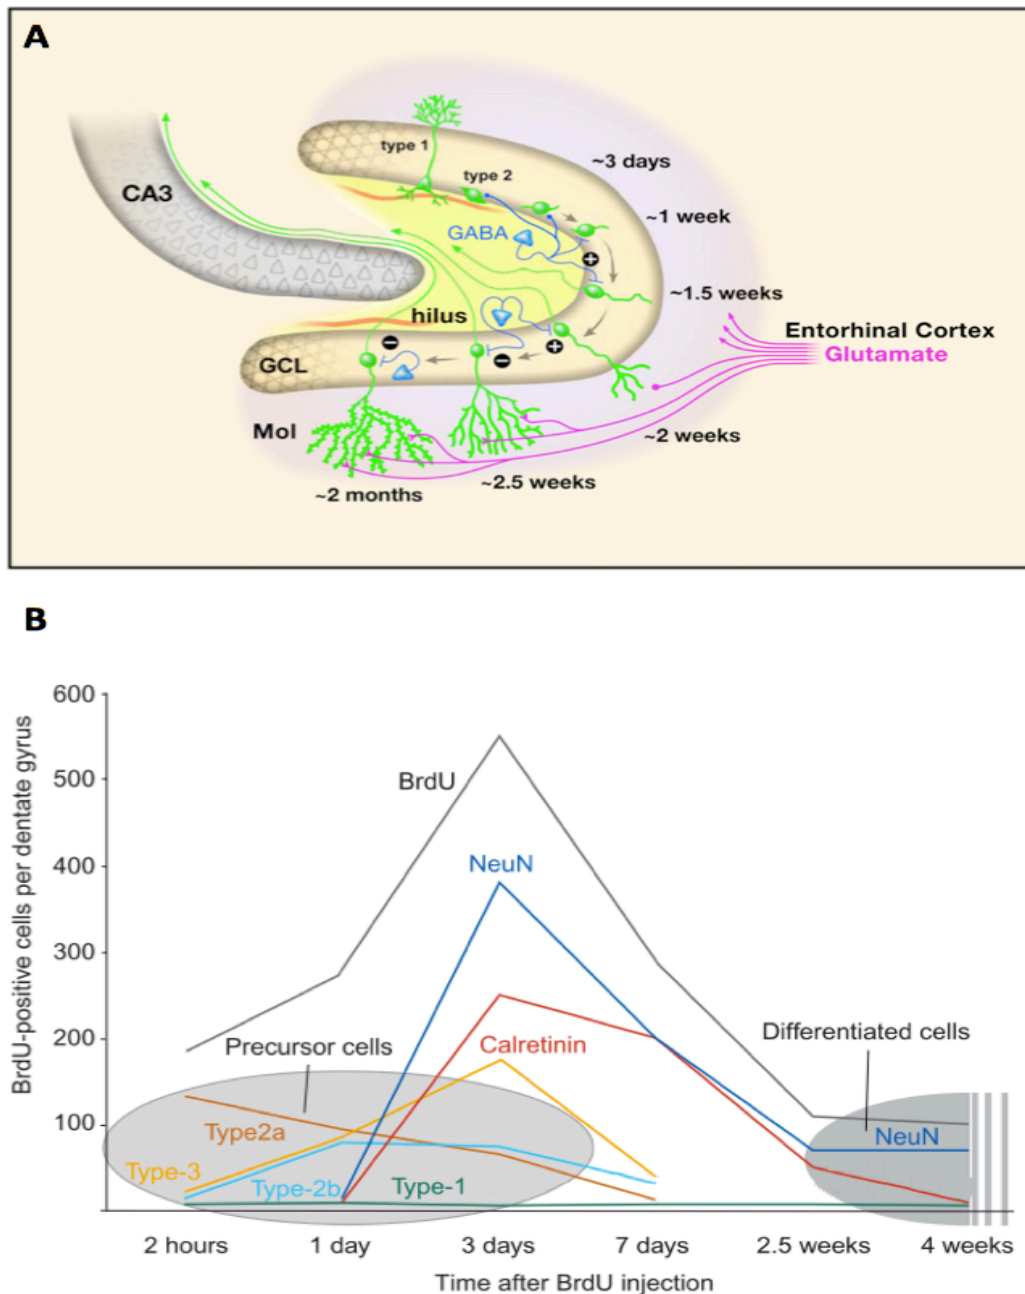 A
type 1
type 2
~3 days
CA3
~1 week
GABA
+
~1.5 weeks
hilus
Entorhinal Cortex
Glutamate
−
+
−
GCL
Mol
~2 weeks
~2.5 weeks
~2 months
B
BrdU-positive cells per dentate gyrus
600
500
400
300
200
100
BrdU
NeuN
Calretinin
Precursor cells
Differentiated cells
Type2a
NeuN
Type-3
Type-2b
Type-1
2 hours
1 day
3 days
7 days
2.5 weeks
4 weeks
Time after BrdU injection